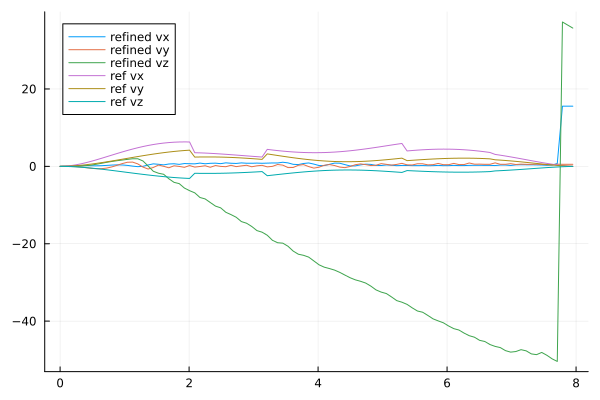 refined vx
refined vy
refined vz
ref vx
ref vy
ref vz
20
0
−20
−40
0 2 4 6 8